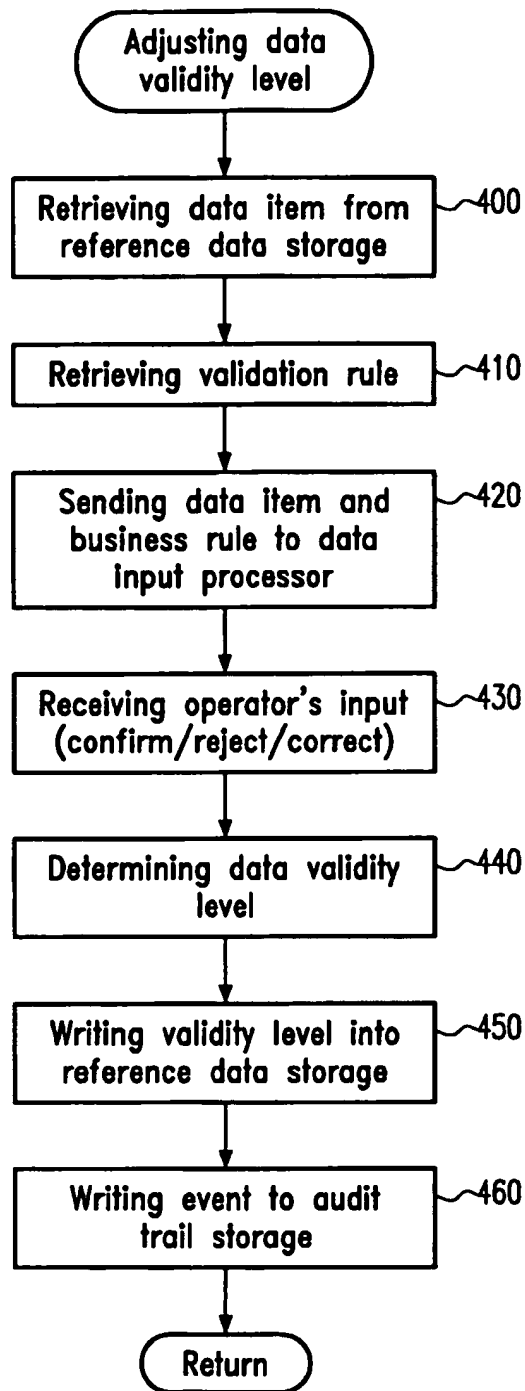 Adjusting data
validity level
Retrieving data item from
reference data storage
400
Retrieving validation rule
410
Sending data item and
business rule to data
input processor
420
Receiving operator's input
(confirm/reject/correct)
430
Determining data validity
level
440
Writing validity level into
reference data storage
450
Writing event to audit
trail storage
460
Return